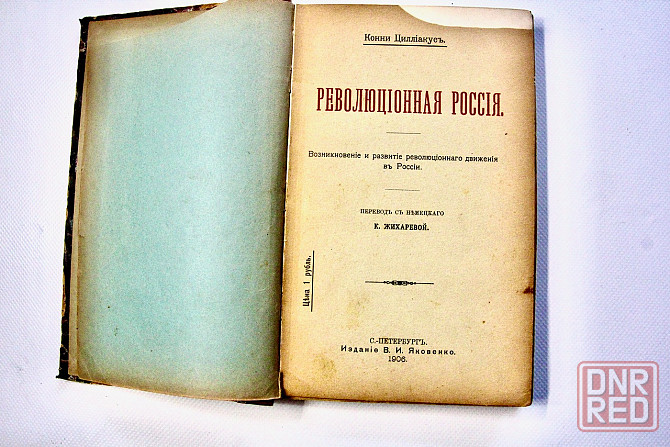 Конни Цилліакусъ.
РЕВОЛЮЦІОННАЯ РОССІЯ.
Возникновеніе и развитіе революціоннаго движенія
въ Россіи.
ПЕРЕВОДЪ СЪ НѢМЕЦКАГО
К. ЖИХАРЕВОЙ.
Цѣна 1 рубль.
С.-ПЕТЕРБУРГЪ.
Изданіе В. И. Яковенко.
1906.
DNR
RED